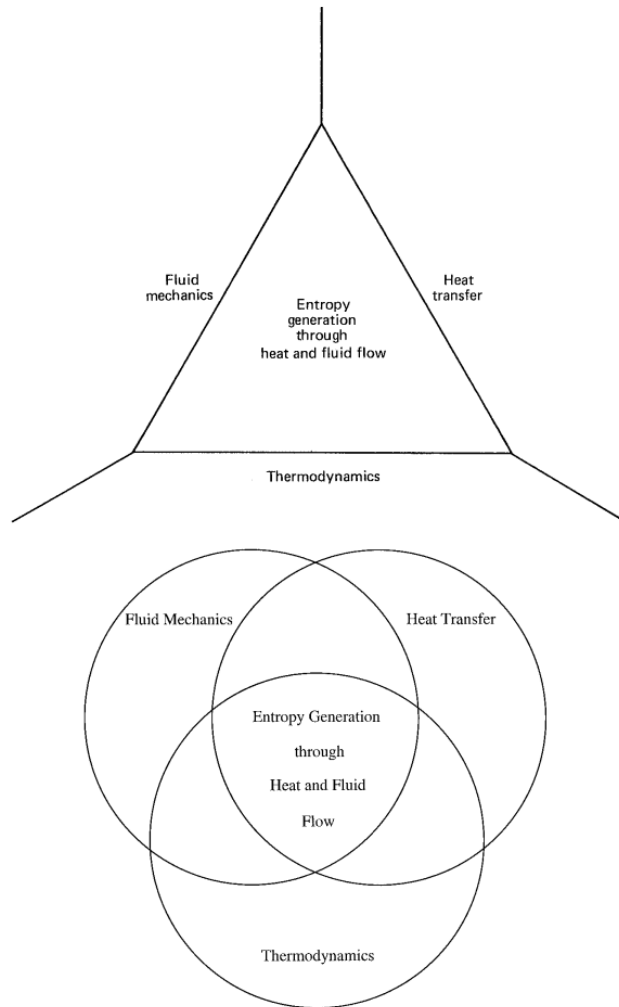 Fluid
mechanics
Heat
transfer
Entropy
generation
through
heat and fluid flow
Thermodynamics
Fluid Mechanics
Heat Transfer
Entropy Generation
through
Heat and Fluid
Flow
Thermodynamics